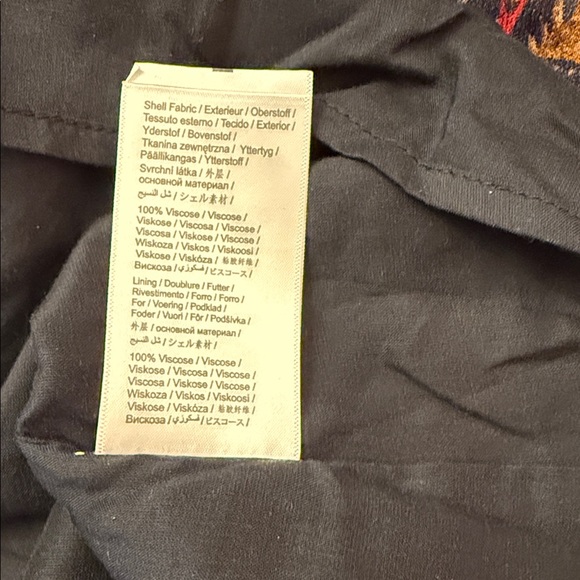 Shell Fabric / Exterieur / Oberstoff /
Tessuto esterno / Tecido / Exterior /
Yderstof / Bovenstof /
Tkanina zewnętrzna / Yttertyg /
Päällikangas / Ytterstoff /
Svrchní látka / 外层 /
основной материал /
شل النسيج / シェル素材 /
100% Viscose / Viscose /
Viskose / Viscosa / Viscose /
Viscosa / Viskose / Viscose /
Wiskoza / Viskos / Viskoosi /
Viskose / Viskóza / 粘胶纤维 /
Вискоза / فسكوزي / ビスコース /
Lining / Doublure / Futter /
Rivestimento / Forro / Forro /
For / Voering / Podklad /
Foder / Vuori / Fôr / Podšívka /
外层 / основной материал /
شل النسيج / シェル素材 /
100% Viscose / Viscose /
Viskose / Viscosa / Viscose /
Viscosa / Viskose / Viscose /
Wiskoza / Viskos / Viskoosi /
Viskose / Viskóza / 粘胶纤维 /
Вискоза / فسكوزي / ビスコース /